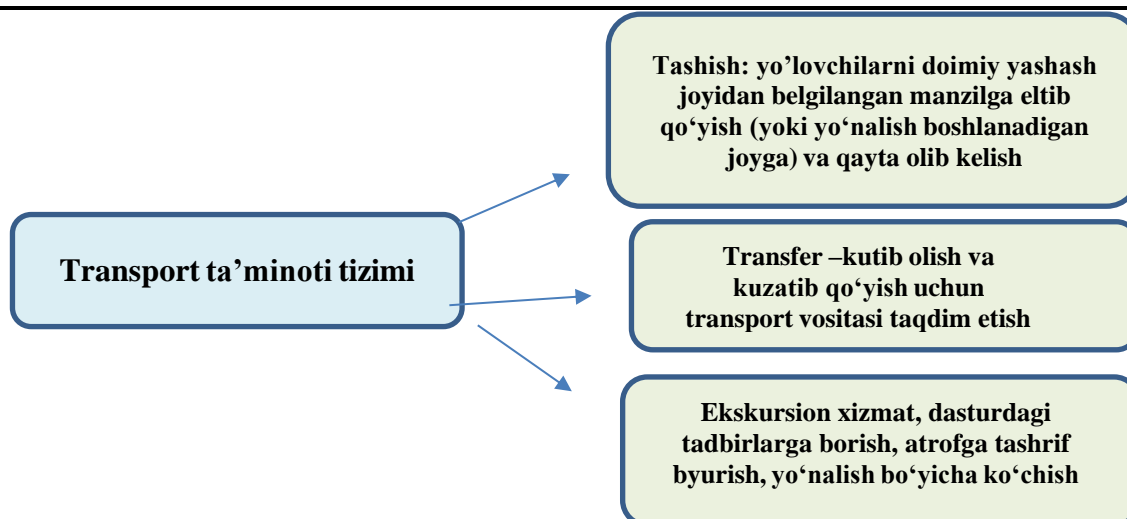 Tashish: yo’lovchilarni doimiy yashash
joyidan belgilangan manzilga eltib
qo‘yish (yoki yo‘nalish boshlanadigan
joyga) va qayta olib kelish
Transport ta’minoti tizimi
Transfer –kutib olish va
kuzatib qo‘yish uchun
transport vositasi taqdim etish
Ekskursion xizmat, dasturdagi
tadbirlarga borish, atrofga tashrif
byurish, yo‘nalish bo‘yicha ko‘chish